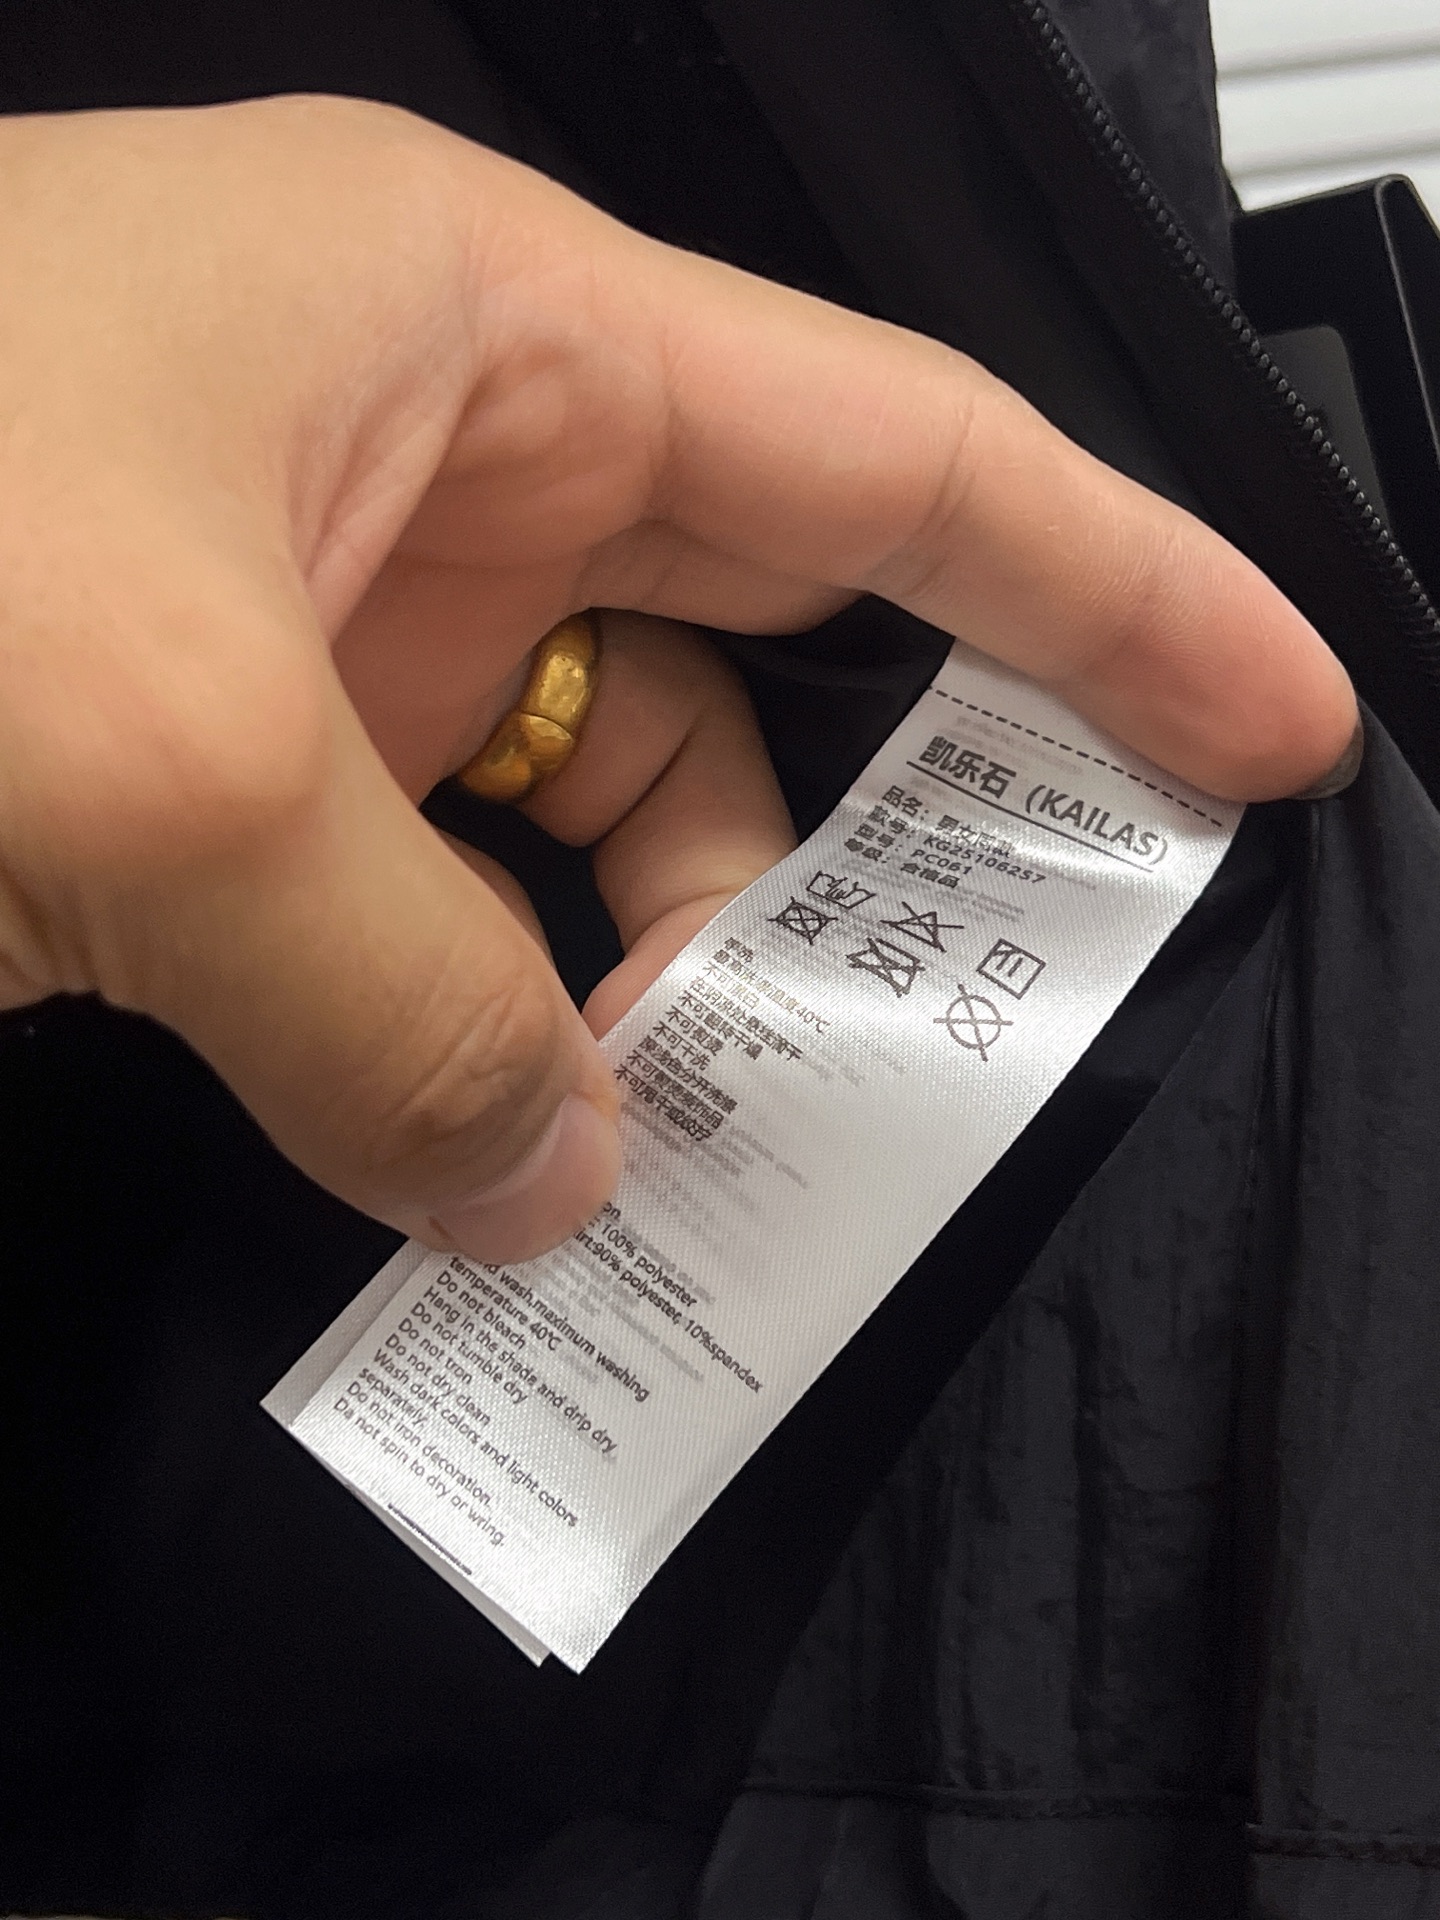 凯乐石（KAILAS）
品名：男女同款
款号：KG25106257
型号：PC061
等级：合格品
手洗
最高洗涤温度40℃
不可漂白
在阴凉处悬挂滴干
不可翻转干燥
不可熨烫
不可干洗
深浅色分开洗涤
不可熨烫装饰品
不可甩干或绞拧
100% polyester
90% polyester, 10%spandex
wash,maximum washing
temperature 40℃
Do not bleach
Hang in the shade and drip dry
Do not tumble dry
Do not iron
Do not dry clean
Wash dark colors and light colors
separately.
Do not iron decoration.
Do not spin to dry or wring.